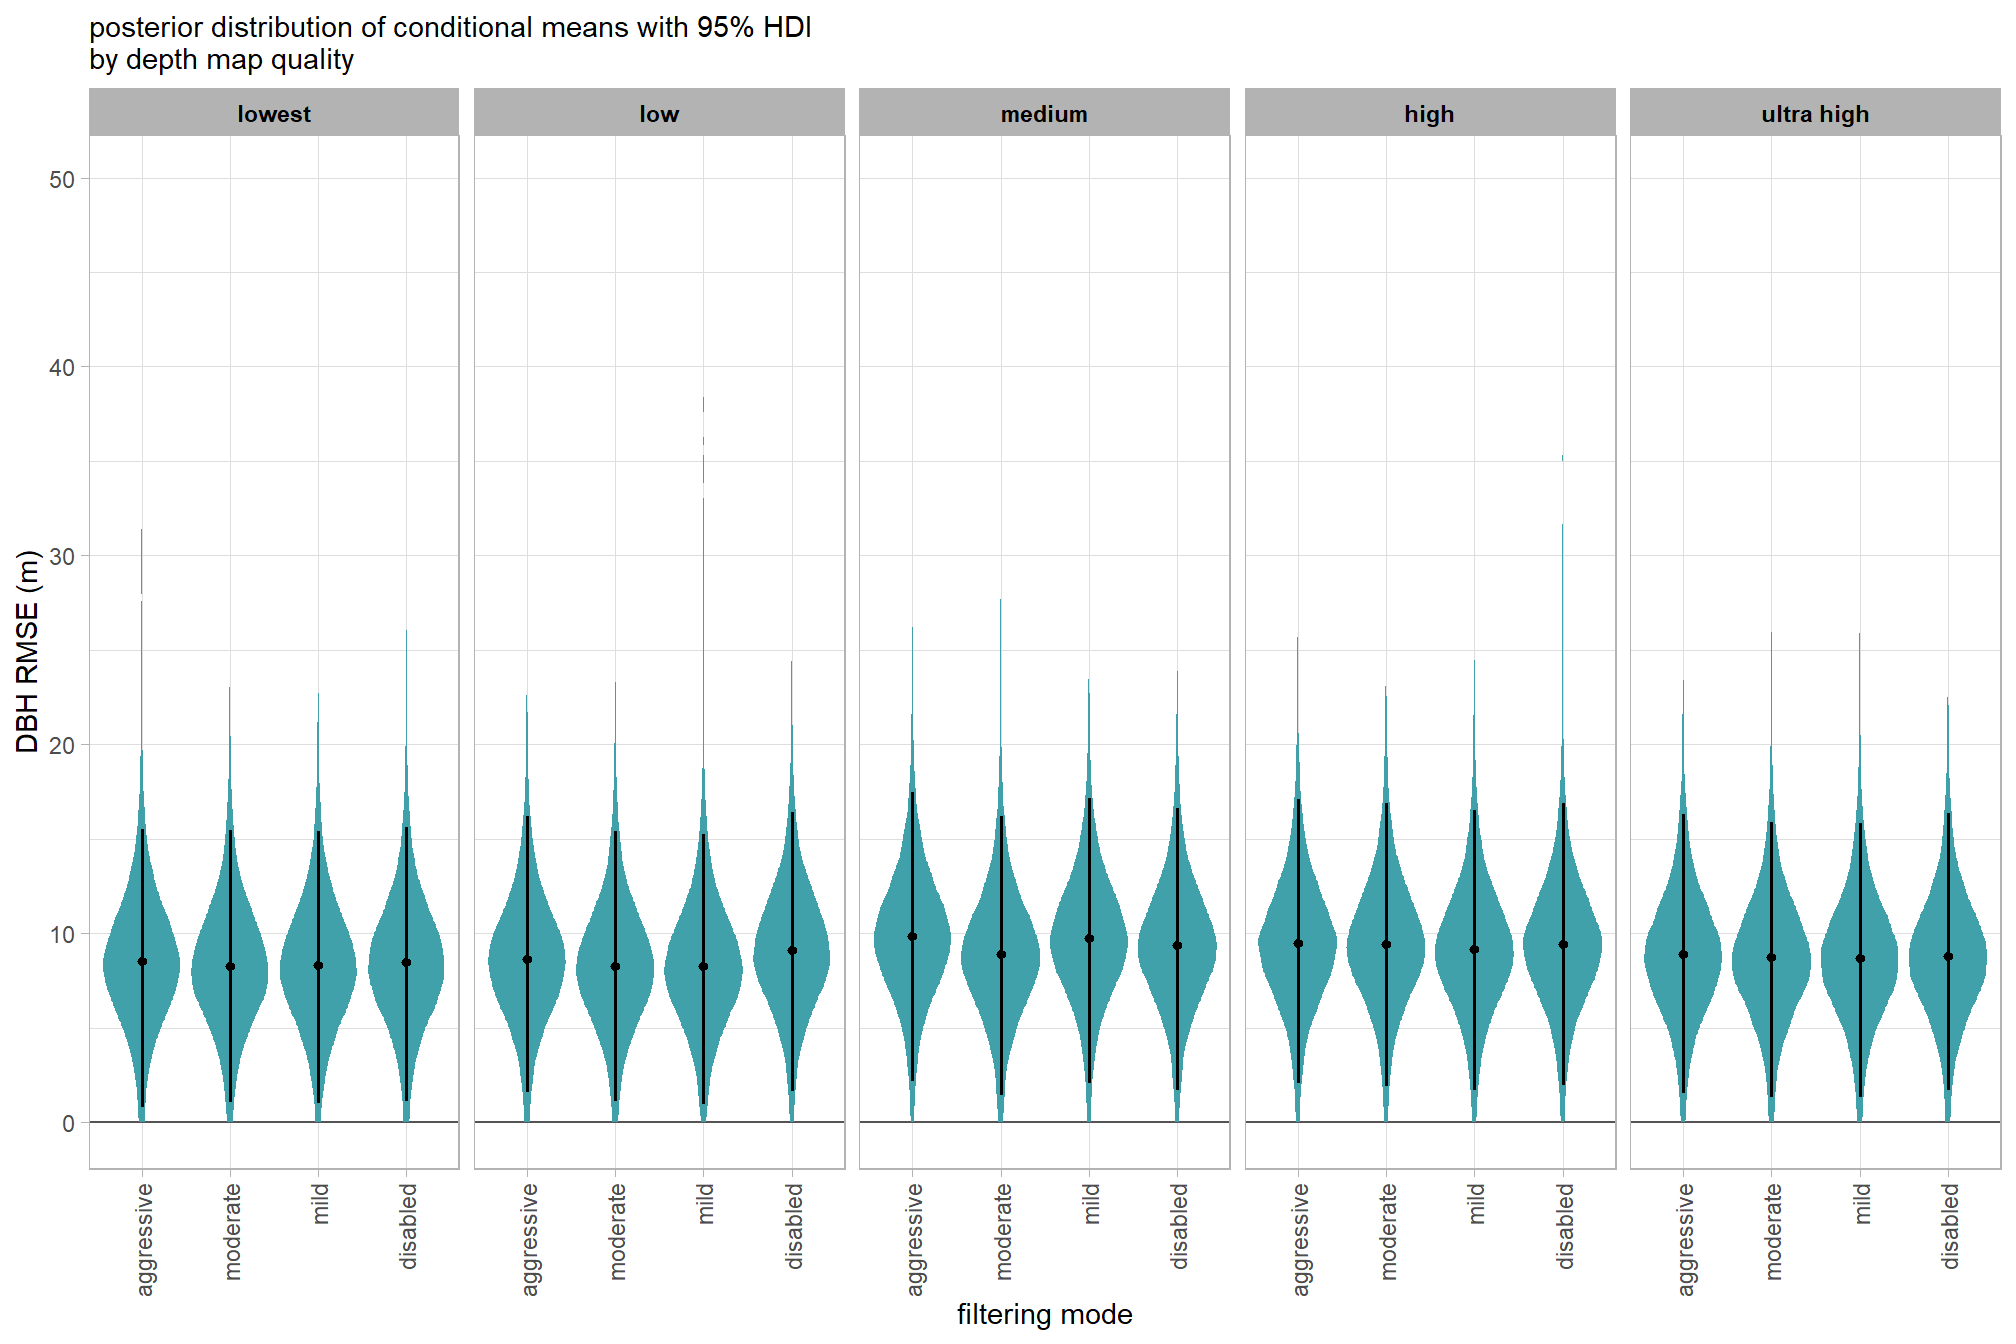 posterior distribution of conditional means with 95% HDI
by depth map quality
lowest
low
medium
high
ultra high
DBH RMSE (m)
50
40
30
20
10
0
aggressive
moderate
mild
disabled
aggressive
moderate
mild
disabled
aggressive
moderate
mild
disabled
aggressive
moderate
mild
disabled
aggressive
moderate
mild
disabled
filtering mode